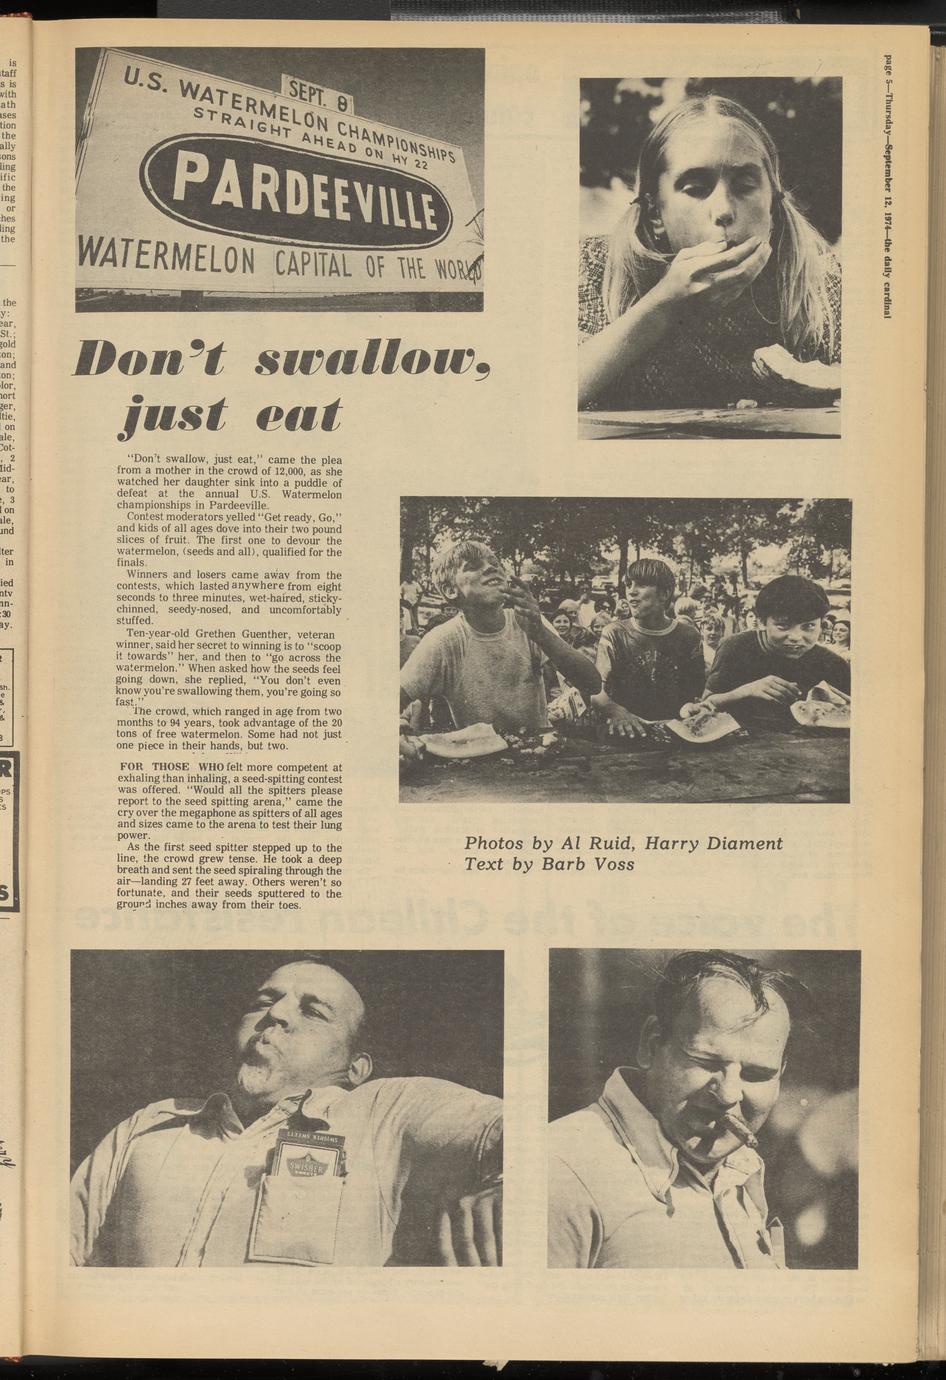 page 5—Thursday—September 12, 1974—the daily cardinal
SEPT. 8
U.S. WATERMELON CHAMPIONSHIPS
STRAIGHT AHEAD ON HY 22
PARDEEVILLE
WATERMELON CAPITAL OF THE WORLD
Don't swallow,
just eat
"Don't swallow, just eat," came the plea
from a mother in the crowd of 12,000, as she
watched her daughter sink into a puddle of
defeat at the annual U.S. Watermelon
championships in Pardeeville.
Contest moderators yelled "Get ready, Go,"
and kids of all ages dove into their two pound
slices of fruit. The first one to devour the
watermelon, (seeds and all), qualified for the
finals.
Winners and losers came away from the
contests, which lasted anywhere from eight
seconds to three minutes, wet-haired, sticky-
chinned, seedy-nosed, and uncomfortably
stuffed.
Ten-year-old Grethen Guenther, veteran
winner, said her secret to winning is to "scoop
it towards" her, and then to "go across the
watermelon." When asked how the seeds feel
going down, she replied, "You don't even
know you're swallowing them, you're going so
fast."
The crowd, which ranged in age from two
months to 94 years, took advantage of the 20
tons of free watermelon. Some had not just
one piece in their hands, but two.
FOR THOSE WHO felt more competent at
exhaling than inhaling, a seed-spitting contest
was offered. "Would all the spitters please
report to the seed spitting arena," came the
cry over the megaphone as spitters of all ages
and sizes came to the arena to test their lung
power.
As the first seed spitter stepped up to the
line, the crowd grew tense. He took a deep
breath and sent the seed spiraling through the
air—landing 27 feet away. Others weren't so
fortunate, and their seeds sputtered to the
ground inches away from their toes.
Photos by Al Ruid, Harry Diament
Text by Barb Voss
SWISHER SWEETS
SWISHER